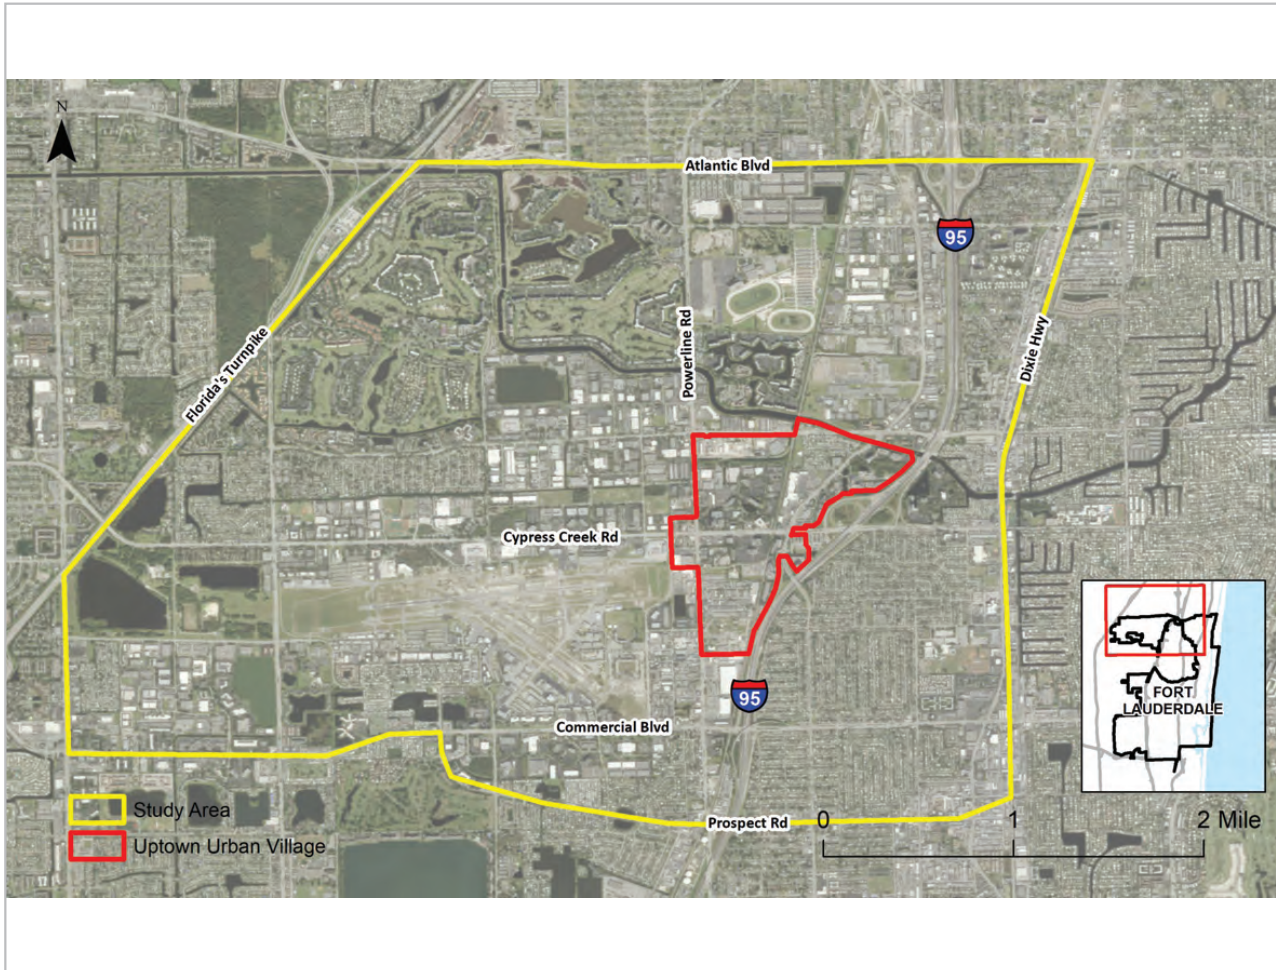 N
Atlantic Blvd
95
Florida's Turnpike
Powerline Rd
Dixie Hwy
Cypress Creek Rd
95
Commercial Blvd
FORT
LAUDERDALE
Study Area
Uptown Urban Village
Prospect Rd
0 1 2 Mile